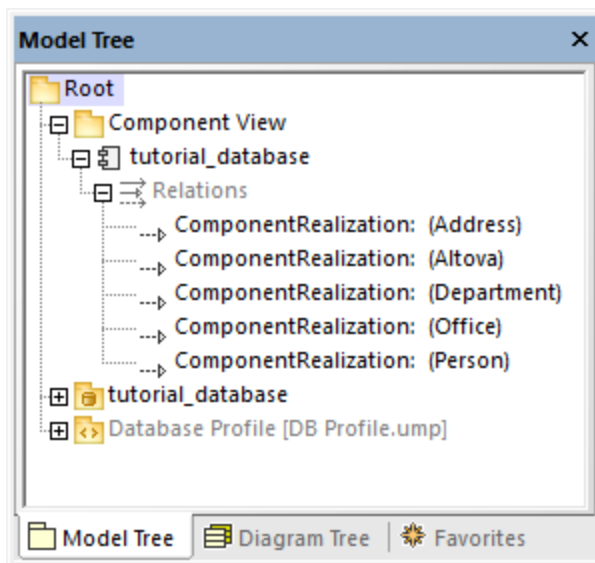 Model Tree
Root
Component View
tutorial_database
Relations
ComponentRealization: (Address)
ComponentRealization: (Altova)
ComponentRealization: (Department)
ComponentRealization: (Office)
ComponentRealization: (Person)
tutorial_database
Database Profile [DB Profile.ump]
Model Tree Diagram Tree Favorites